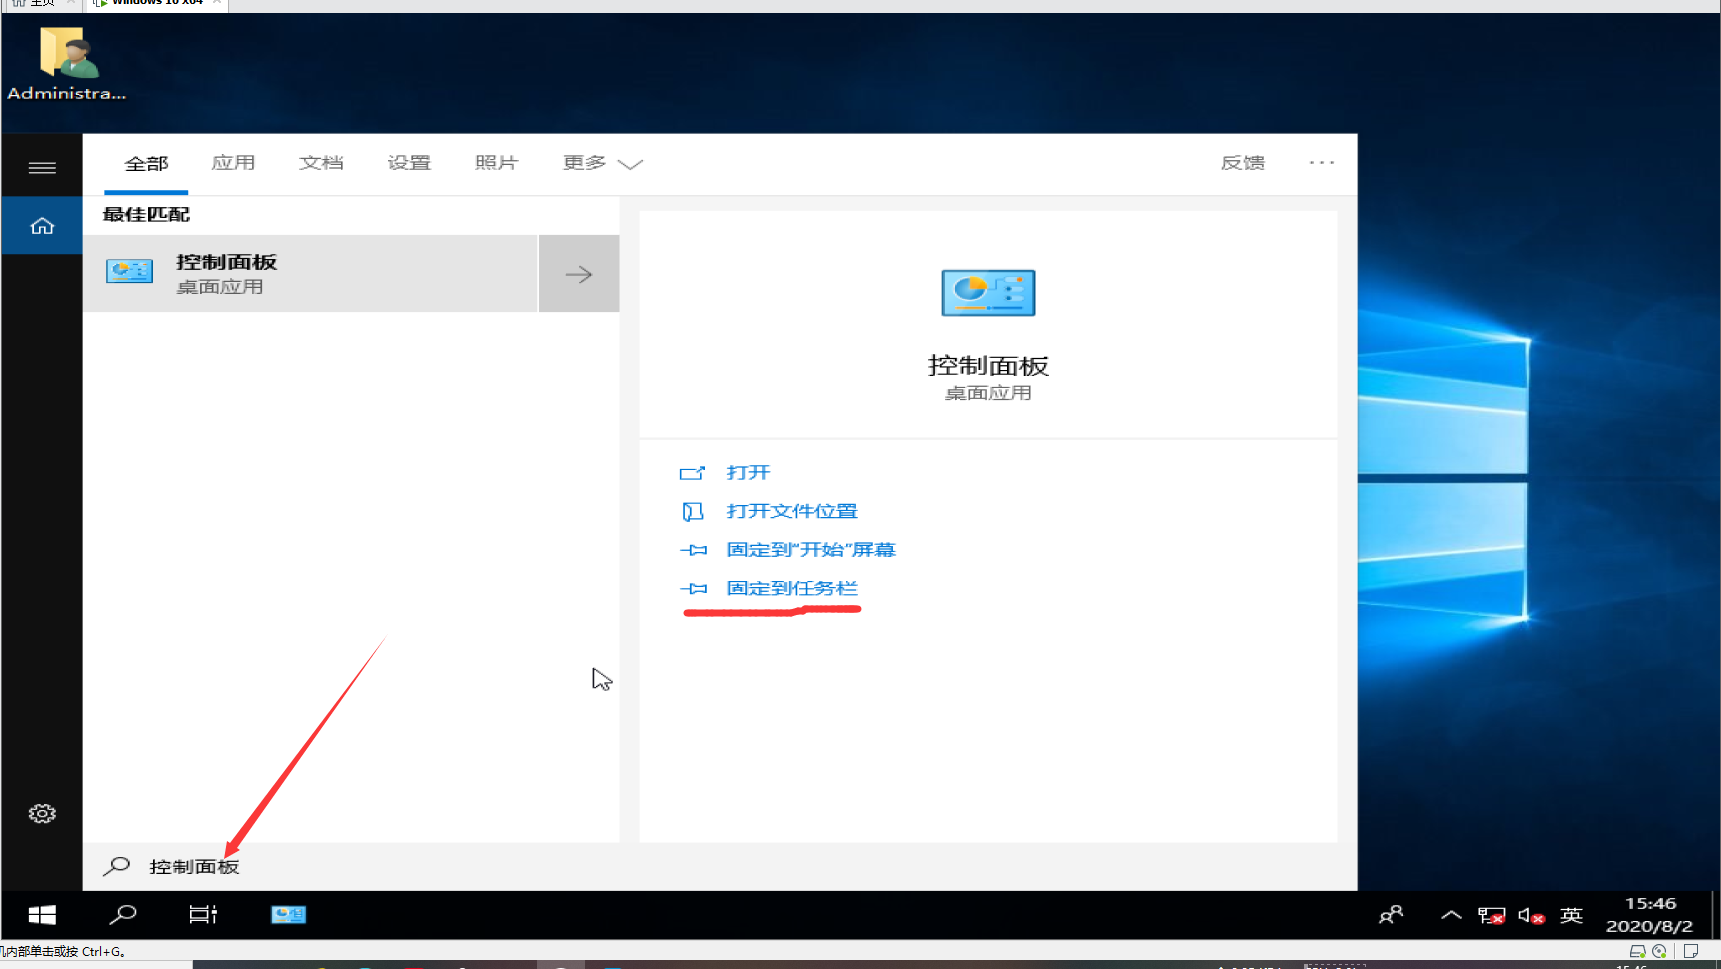 主页
Windows 10 x64
Administra...
全部 应用 文档 设置 照片 更多 反馈 ···
最佳匹配
控制面板
桌面应用
控制面板
桌面应用
打开
打开文件位置
固定到“开始”屏幕
固定到任务栏
控制面板
英
15:46
2020/8/2
机内部单击或按 Ctrl+G。